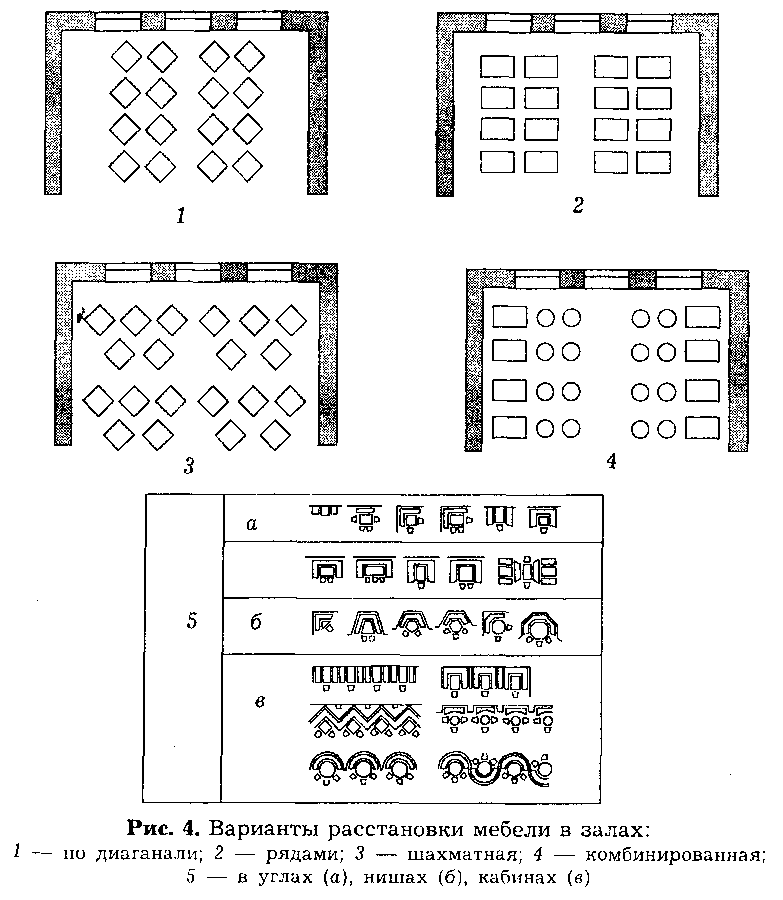 1
2
3
4
а
5
б
в
Рис. 4. Варианты расстановки мебели в залах:
1 — по диаганали; 2 — рядами; 3 — шахматная; 4 — комбинированная;
5 — в углах (а), нишах (б), кабинах (в)